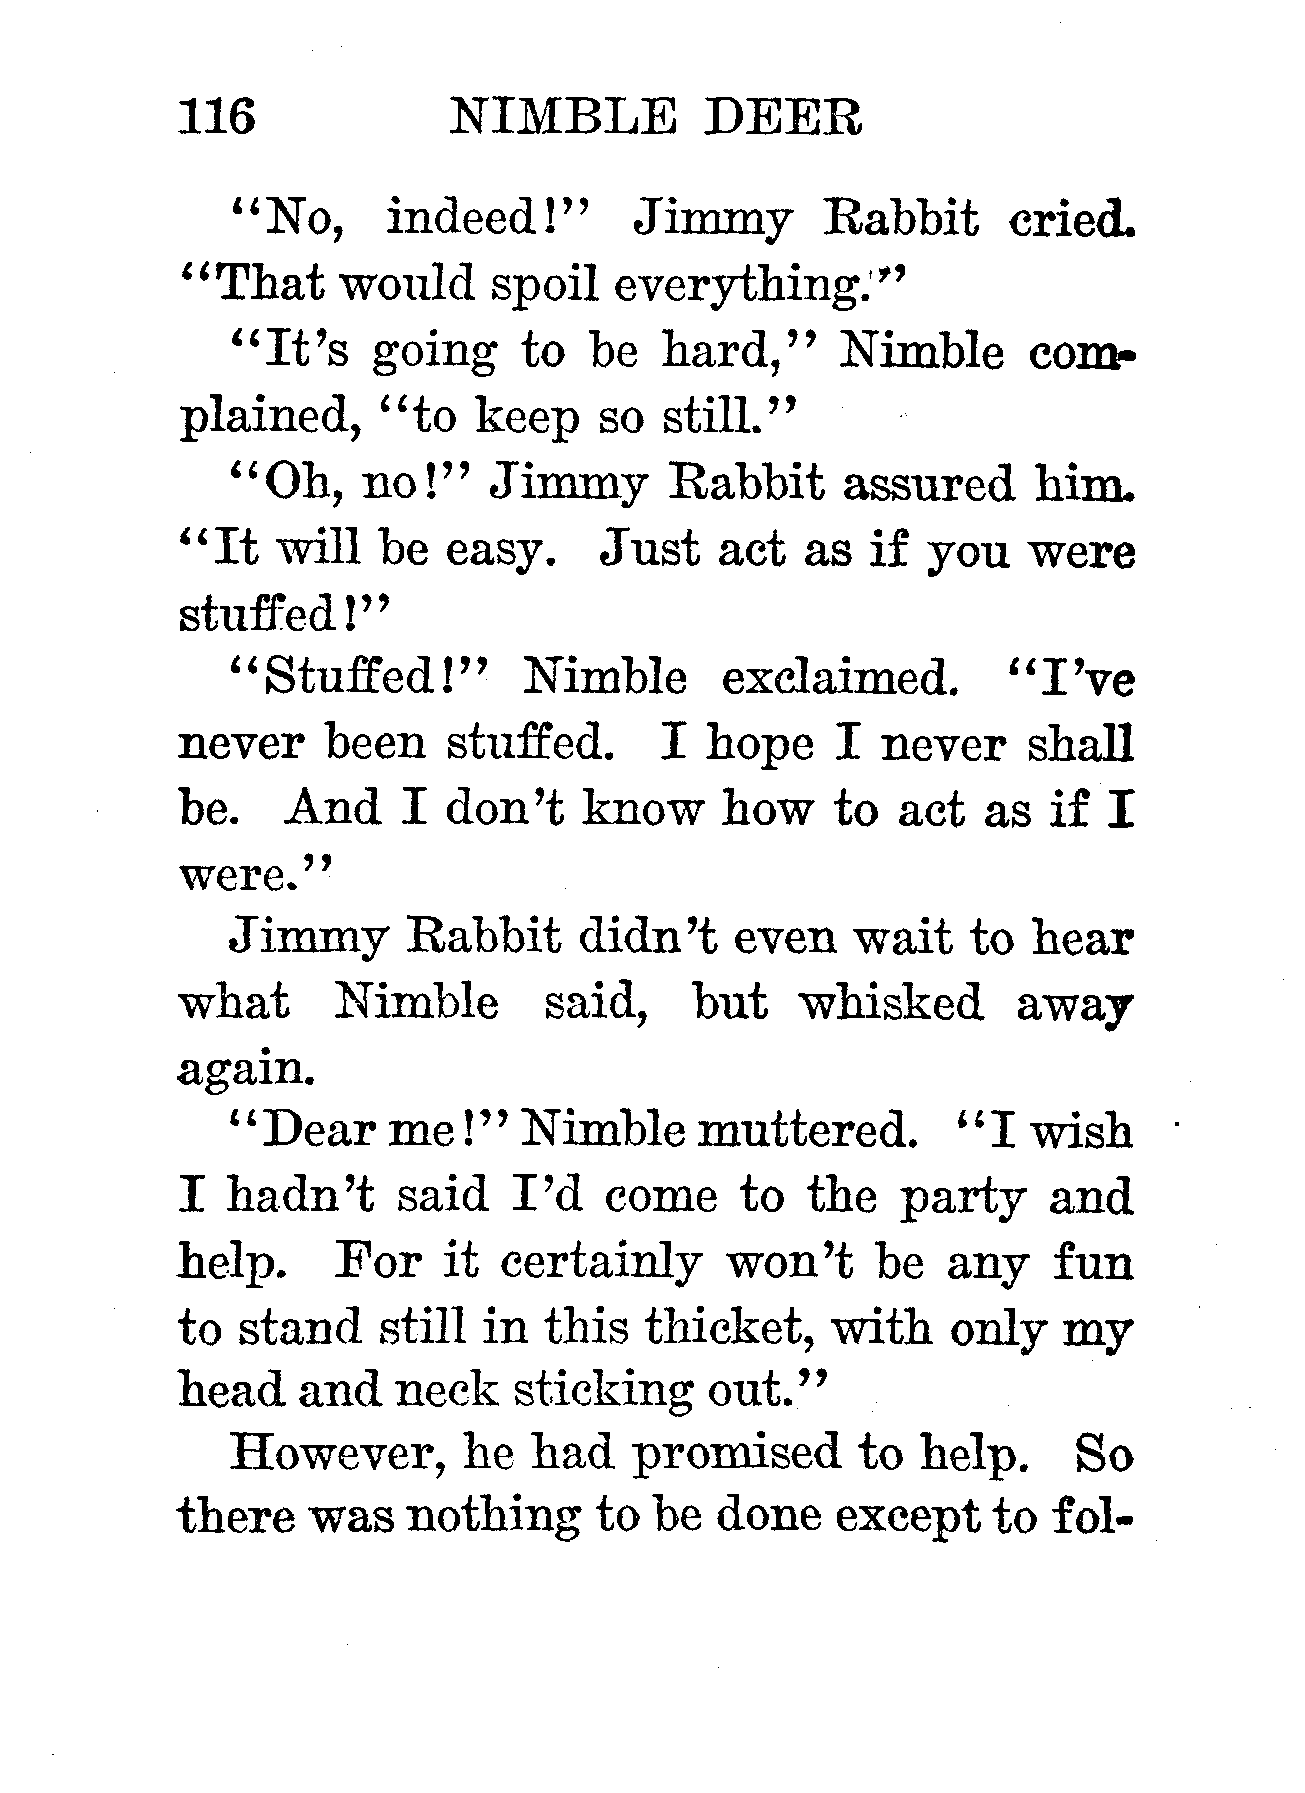 116 NIMBLE DEER
"No, indeed!" Jimmy Rabbit cried.
"That would spoil everything."
"It's going to be hard," Nimble com-
plained, "to keep so still."
"Oh, no!" Jimmy Rabbit assured him.
"It will be easy. Just act as if you were
stuffed!"
"Stuffed!" Nimble exclaimed. "I've
never been stuffed. I hope I never shall
be. And I don't know how to act as if I
were."
Jimmy Rabbit didn't even wait to hear
what Nimble said, but whisked away
again.
"Dear me!" Nimble muttered. "I wish
I hadn't said I'd come to the party and
help. For it certainly won't be any fun
to stand still in this thicket, with only my
head and neck sticking out."
However, he had promised to help. So
there was nothing to be done except to fol-